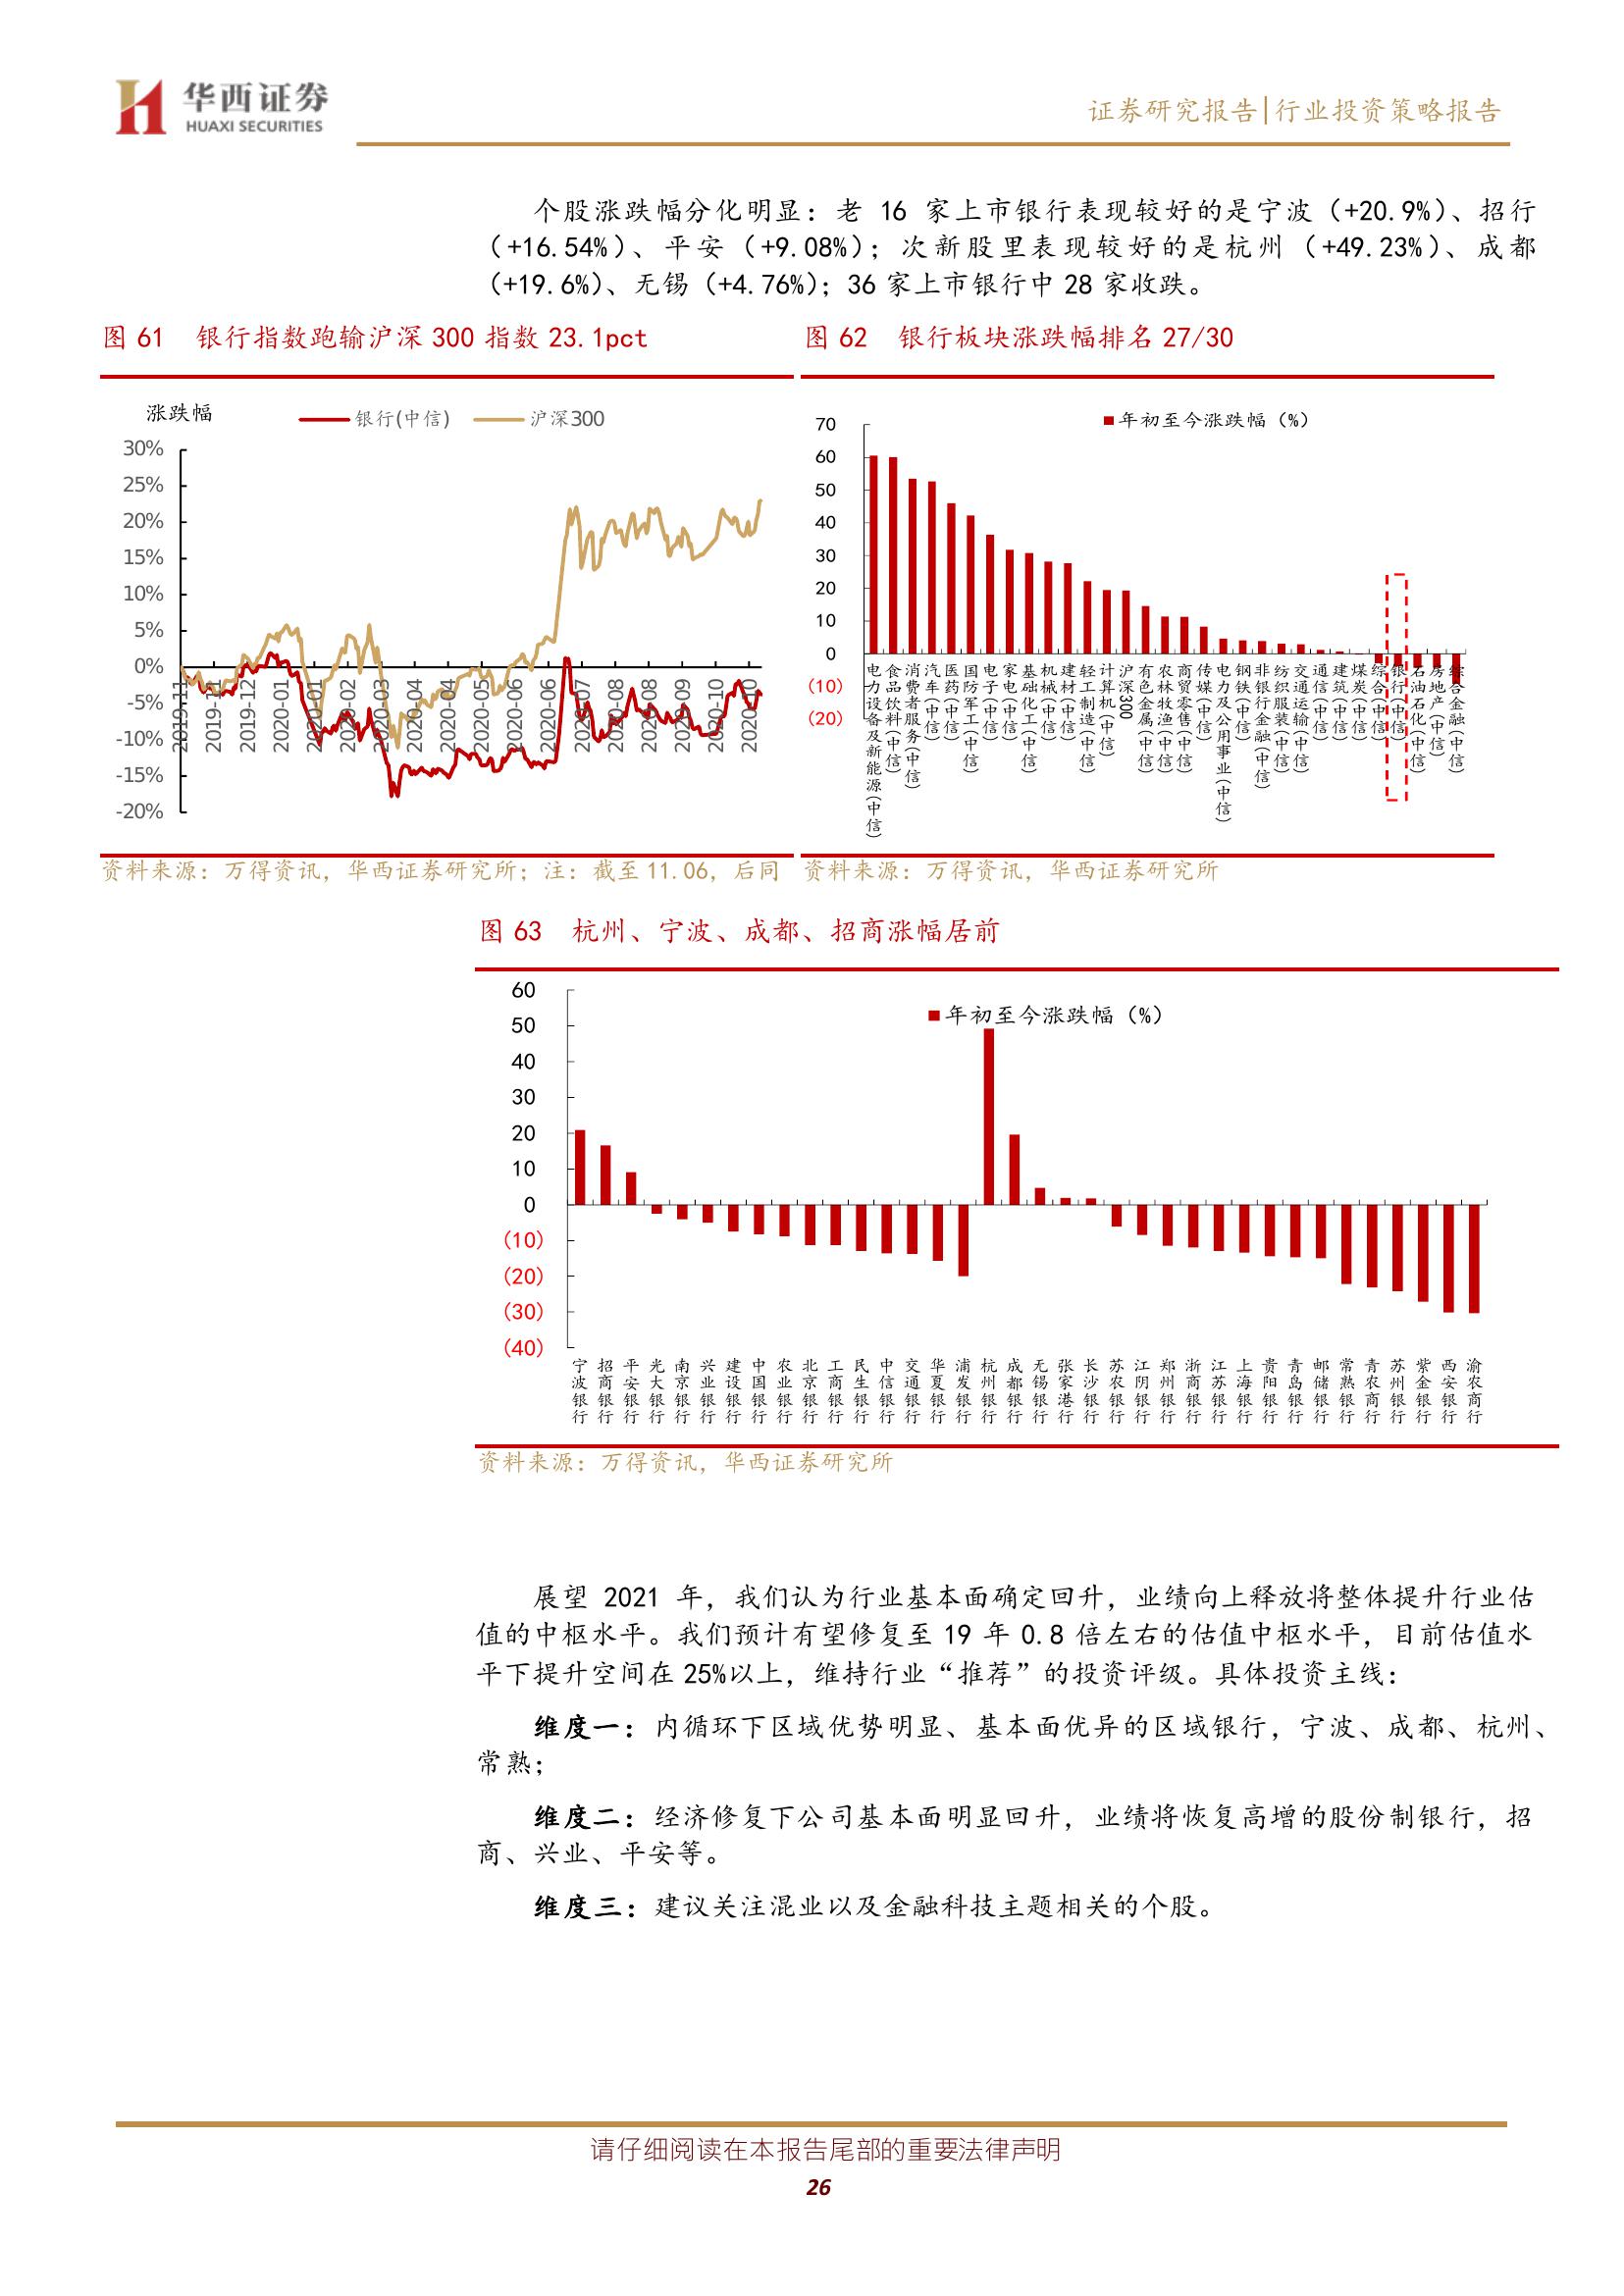 华西证券
HUAXI SECURITIES
证券研究报告|行业投资策略报告
个股涨跌幅分化明显：老 16 家上市银行表现较好的是宁波（+20.9%）、招行
（+16.54%）、平安（+9.08%）；次新股里表现较好的是杭州（+49.23%）、成都
（+19.6%）、无锡（+4.76%）；36 家上市银行中 28 家收跌。
图 61 银行指数跑输沪深 300 指数 23.1pct
涨跌幅
银行(中信) 沪深300
30%
25%
20%
15%
10%
5%
0%
-5%
-10%
-15%
-20%
2019-11 2019-11 2019-12 2020-01 2020-01 2020-02 2020-03 2020-04 2020-04 2020-05 2020-06 2020-06 2020-07 2020-08 2020-08 2020-09 2020-10 2020-10
资料来源：万得资讯，华西证券研究所；注：截至 11.06，后同
图 62 银行板块涨跌幅排名 27/30
年初至今涨跌幅（%）
70
60
50
40
30
20
10
0
(10)
(20)
电力设备及新能源(中信)
食品饮料(中信)
消费者服务(中信)
汽车(中信)
医药(中信)
国防军工(中信)
电子(中信)
家电(中信)
基础化工(中信)
机械(中信)
建材(中信)
轻工制造(中信)
计算机(中信)
沪深300
有色金属(中信)
农林牧渔(中信)
商贸零售(中信)
传媒(中信)
电力及公用事业(中信)
钢铁(中信)
非银行金融(中信)
纺织服装(中信)
交通运输(中信)
通信(中信)
建筑(中信)
煤炭(中信)
综合(中信)
银行(中信)
石油石化(中信)
房地产(中信)
综合金融(中信)
资料来源：万得资讯，华西证券研究所
图 63 杭州、宁波、成都、招商涨幅居前
年初至今涨跌幅（%）
60
50
40
30
20
10
0
(10)
(20)
(30)
(40)
宁波银行
招商银行
平安银行
光大银行
南京银行
兴业银行
建设银行
中国银行
农业银行
北京银行
工商银行
民生银行
中信银行
交通银行
华夏银行
浦发银行
杭州银行
成都银行
无锡银行
张家港行
长沙银行
苏农银行
江阴银行
郑州银行
浙商银行
江苏银行
上海银行
贵阳银行
青岛银行
邮储银行
常熟银行
青农商行
苏州银行
紫金银行
西安银行
渝农商行
资料来源：万得资讯，华西证券研究所
展望 2021 年，我们认为行业基本面确定回升，业绩向上释放将整体提升行业估
值的中枢水平。我们预计有望修复至 19 年 0.8 倍左右的估值中枢水平，目前估值水
平下提升空间在 25%以上，维持行业“推荐”的投资评级。具体投资主线：
维度一：内循环下区域优势明显、基本面优异的区域银行，宁波、成都、杭州、
常熟；
维度二：经济修复下公司基本面明显回升，业绩将恢复高增的股份制银行，招
商、兴业、平安等。
维度三：建议关注混业以及金融科技主题相关的个股。
请仔细阅读在本报告尾部的重要法律声明
26